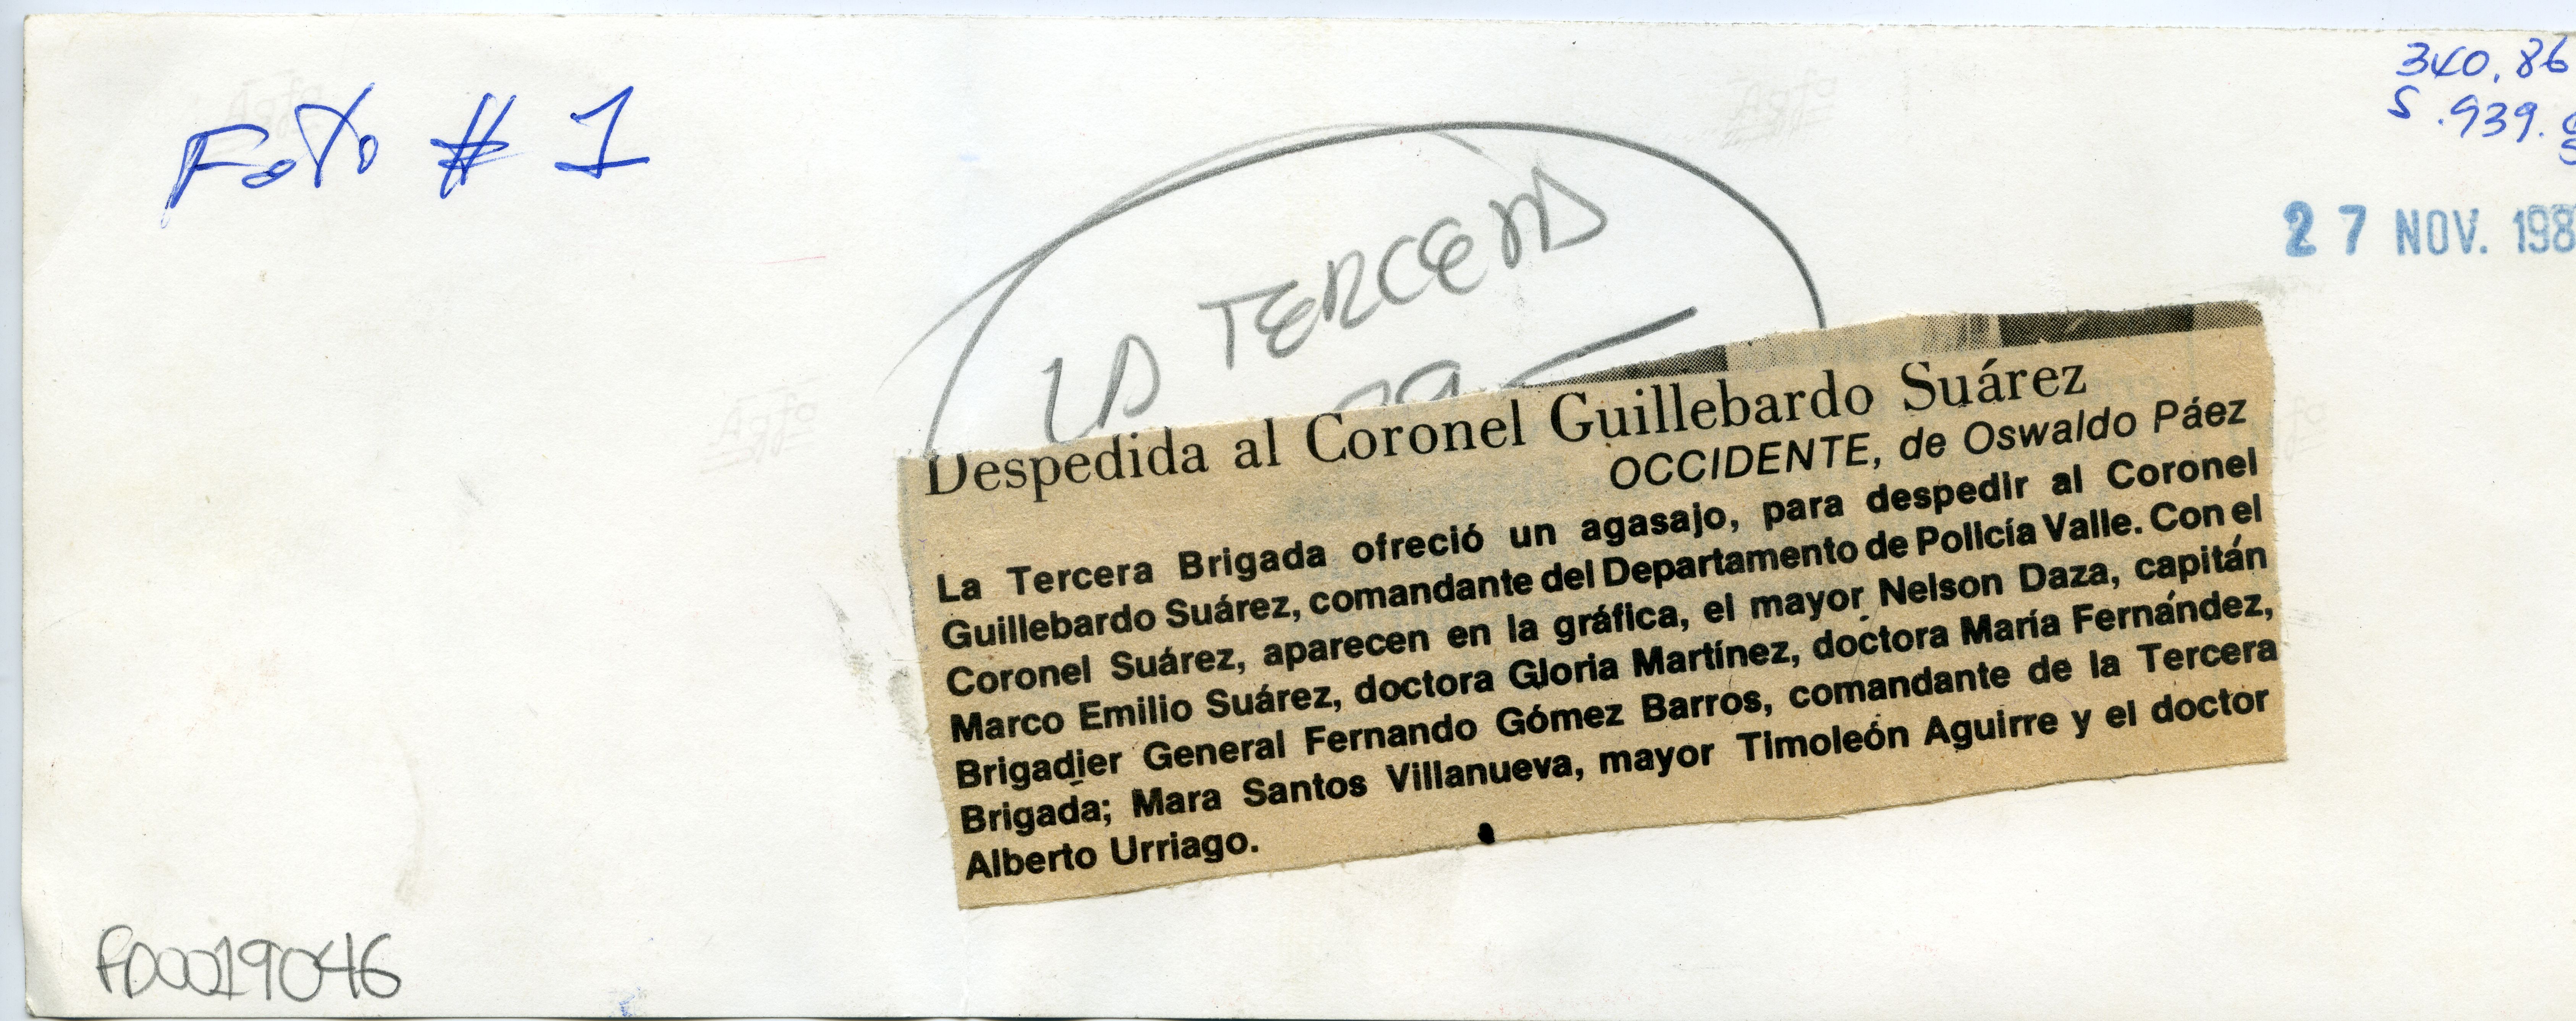 Foto # 1
340.86
S.939.
27 NOV. 198
LA TERCERA
Despedida al Coronel Guillebardo Suárez
OCCIDENTE, de Oswaldo Páez
La Tercera Brigada ofreció un agasajo, para despedir al Coronel
Guillebardo Suárez, comandante del Departamento de Policía Valle. Con el
Coronel Suárez, aparecen en la gráfica, el mayor Nelson Daza, capitán
Marco Emilio Suárez, doctora Gloria Martínez, doctora María Fernández,
Brigadier General Fernando Gómez Barros, comandante de la Tercera
Brigada; Mara Santos Villanueva, mayor Timoleón Aguirre y el doctor
Alberto Urriago.
FD0019046